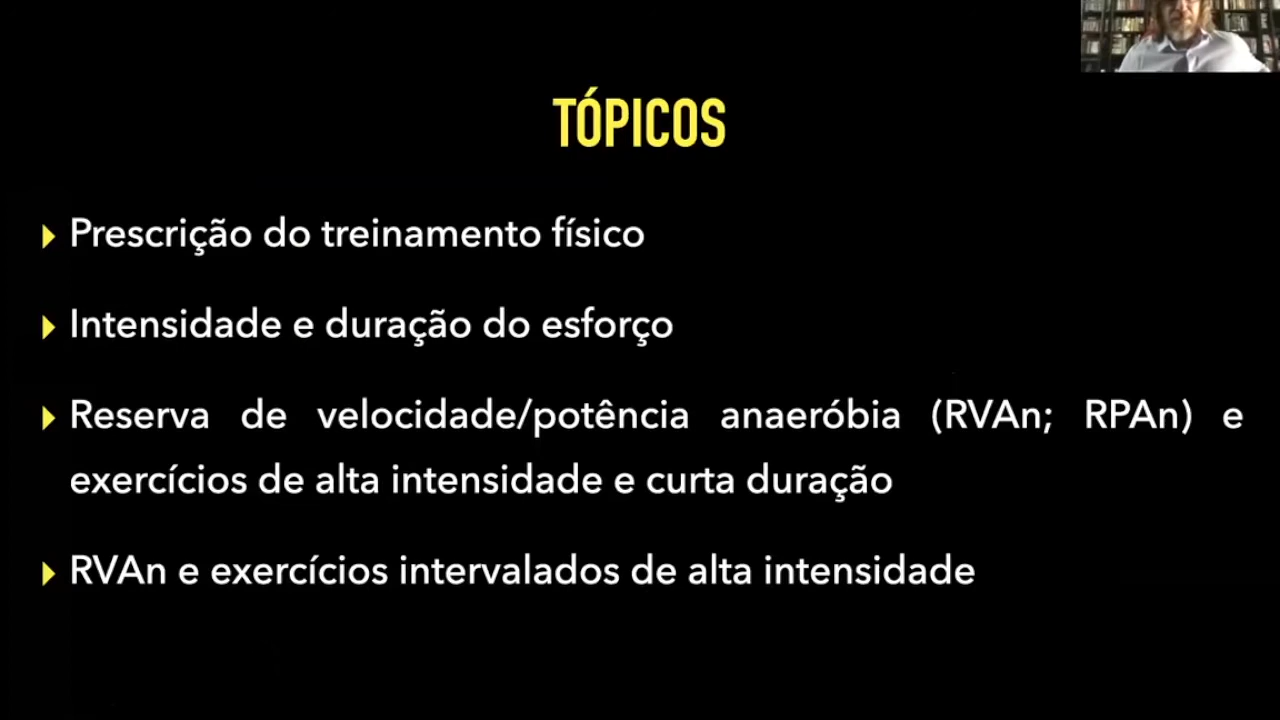 TÓPICOS
Prescrição do treinamento físico
Intensidade e duração do esforço
Reserva de velocidade/potência anaeróbia (RVAn; RPAn) e
exercícios de alta intensidade e curta duração
RVAn e exercícios intervalados de alta intensidade